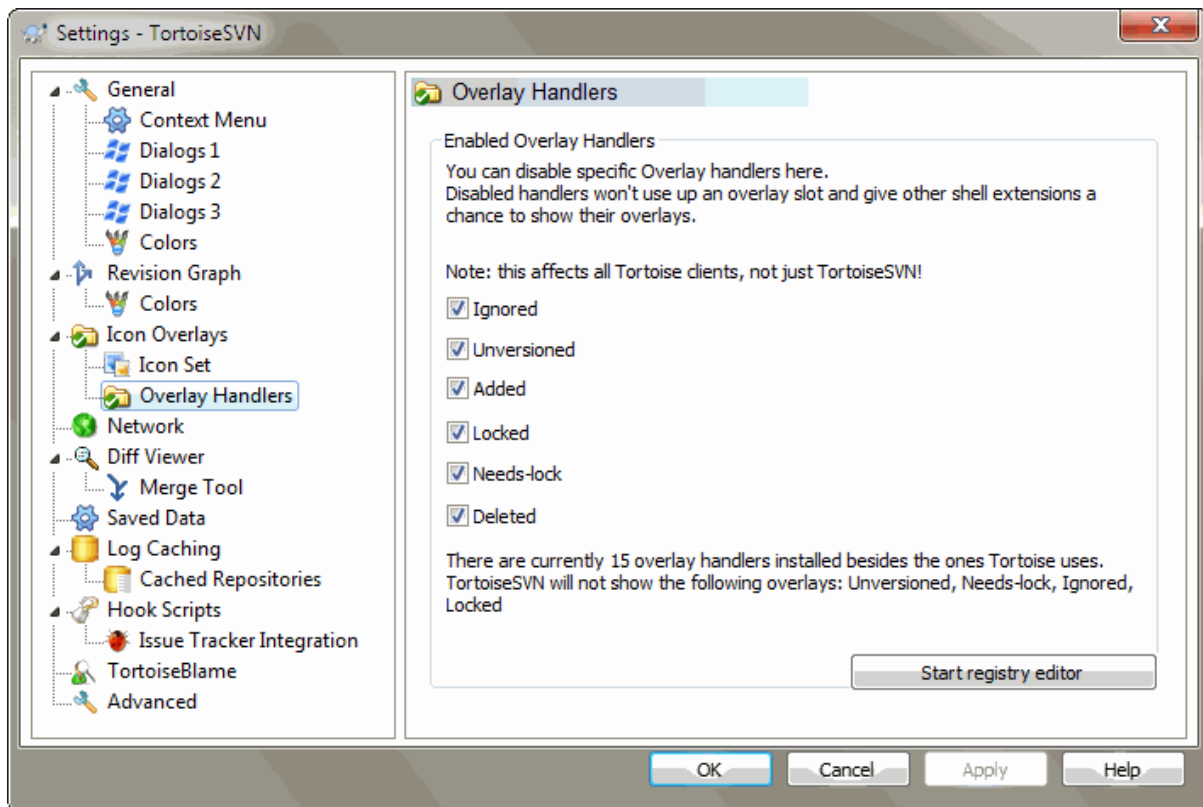 Settings - TortoiseSVN
General
Context Menu
Dialogs 1
Dialogs 2
Dialogs 3
Colors
Revision Graph
Colors
Icon Overlays
Icon Set
Overlay Handlers
Network
Diff Viewer
Merge Tool
Saved Data
Log Caching
Cached Repositories
Hook Scripts
Issue Tracker Integration
TortoiseBlame
Advanced
Overlay Handlers
Enabled Overlay Handlers
You can disable specific Overlay handlers here.
Disabled handlers won't use up an overlay slot and give other shell extensions a
chance to show their overlays.
Note: this affects all Tortoise clients, not just TortoiseSVN!
Ignored
Unversioned
Added
Locked
Needs-lock
Deleted
There are currently 15 overlay handlers installed besides the ones Tortoise uses.
TortoiseSVN will not show the following overlays: Unversioned, Needs-lock, Ignored,
Locked
Start registry editor
OK
Cancel
Apply
Help